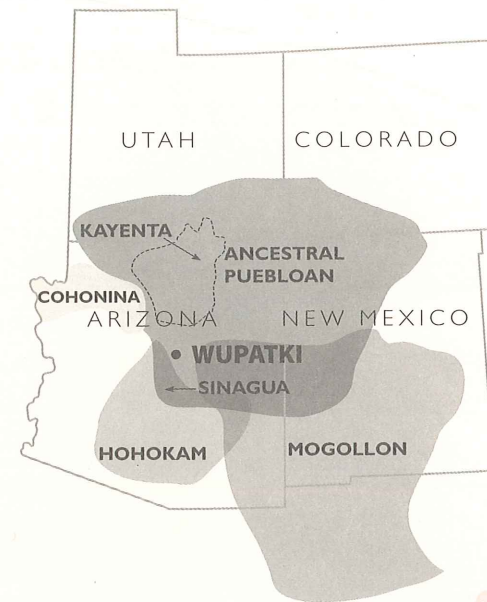 UTAH
COLORADO
KAYENTA
ANCESTRAL
PUEBLOAN
COHONINA
ARIZONA
NEW MEXICO
WUPATKI
SINAGUA
HOHOKAM
MOGOLLON